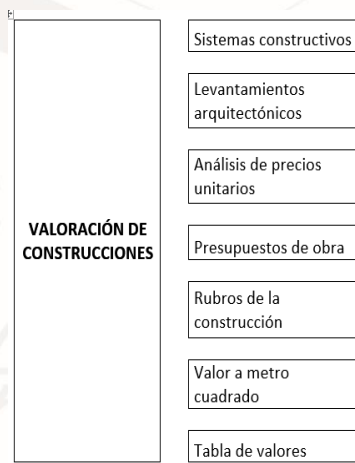 VALORACIÓN DE
CONSTRUCCIONES
Sistemas constructivos
Levantamientos
arquitectónicos
Análisis de precios
unitarios
Presupuestos de obra
Rubros de la
construcción
Valor a metro
cuadrado
Tabla de valores